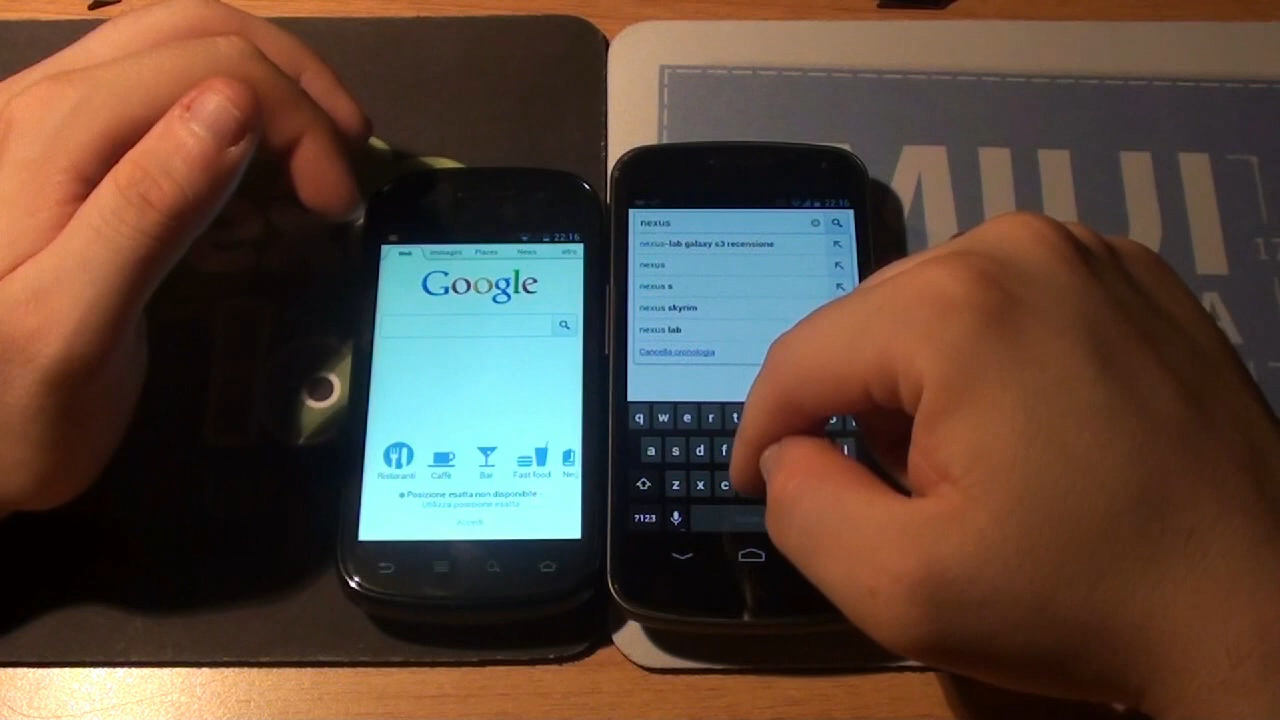 22:16
Web Immagini Places News altro
Google
Ristoranti Caffè Bar Fast food
Posizione esatta non disponibile -
Utilizza posizione esatta
Accedi
22:16
nexus
nexus-lab galaxy s3 recensione
nexus
nexus s
nexus skyrim
nexus lab
Cancella cronologia
q w e r t
a s d f l
z x c
?123
MIUI